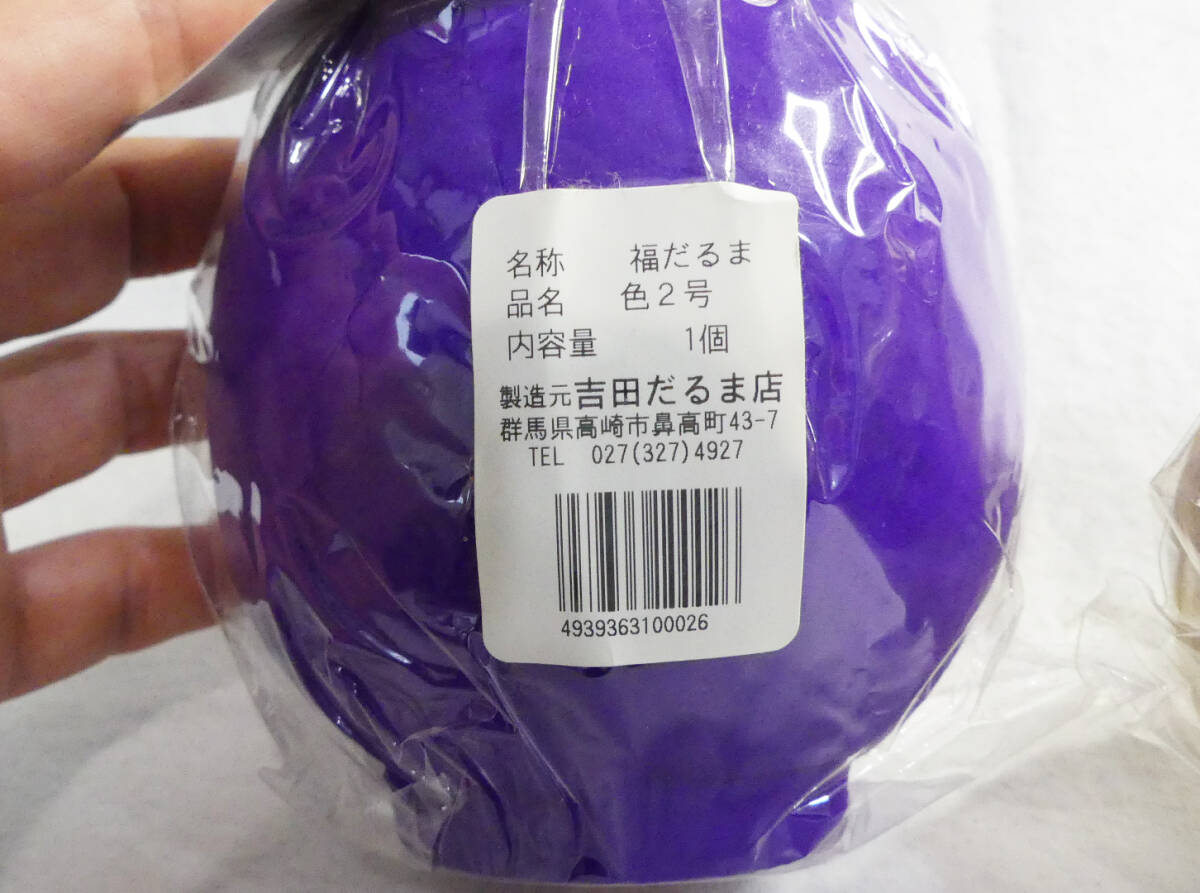 名称　福だるま
品名　色２号
内容量　1個
製造元吉田だるま店
群馬県高崎市鼻高町43-7
TEL　027(327)4927
4939363100026